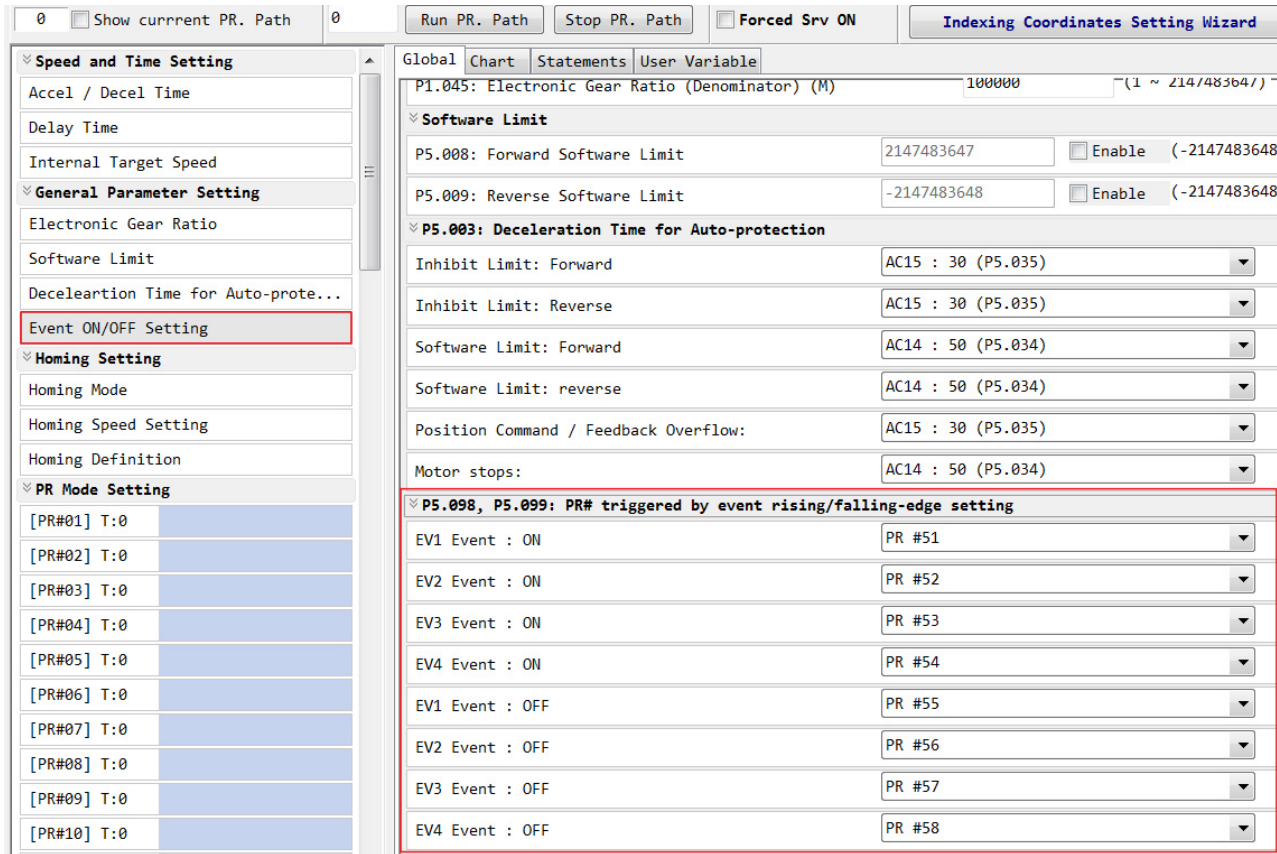 0 Show currrent PR. Path 0 Run PR. Path Stop PR. Path Forced Srv ON Indexing Coordinates Setting Wizard
Speed and Time Setting
Accel / Decel Time
Delay Time
Internal Target Speed
General Parameter Setting
Electronic Gear Ratio
Software Limit
Deceleartion Time for Auto-prote...
Event ON/OFF Setting
Homing Setting
Homing Mode
Homing Speed Setting
Homing Definition
PR Mode Setting
[PR#01] T:0
[PR#02] T:0
[PR#03] T:0
[PR#04] T:0
[PR#05] T:0
[PR#06] T:0
[PR#07] T:0
[PR#08] T:0
[PR#09] T:0
[PR#10] T:0
Global Chart Statements User Variable
P1.045: Electronic Gear Ratio (Denominator) (M) 100000 (1 ~ 2147483647)
Software Limit
P5.008: Forward Software Limit 2147483647 Enable (-2147483648
P5.009: Reverse Software Limit -2147483648 Enable (-2147483648
P5.003: Deceleration Time for Auto-protection
Inhibit Limit: Forward AC15 : 30 (P5.035)
Inhibit Limit: Reverse AC15 : 30 (P5.035)
Software Limit: Forward AC14 : 50 (P5.034)
Software Limit: reverse AC14 : 50 (P5.034)
Position Command / Feedback Overflow: AC15 : 30 (P5.035)
Motor stops: AC14 : 50 (P5.034)
P5.098, P5.099: PR# triggered by event rising/falling-edge setting
EV1 Event : ON PR #51
EV2 Event : ON PR #52
EV3 Event : ON PR #53
EV4 Event : ON PR #54
EV1 Event : OFF PR #55
EV2 Event : OFF PR #56
EV3 Event : OFF PR #57
EV4 Event : OFF PR #58